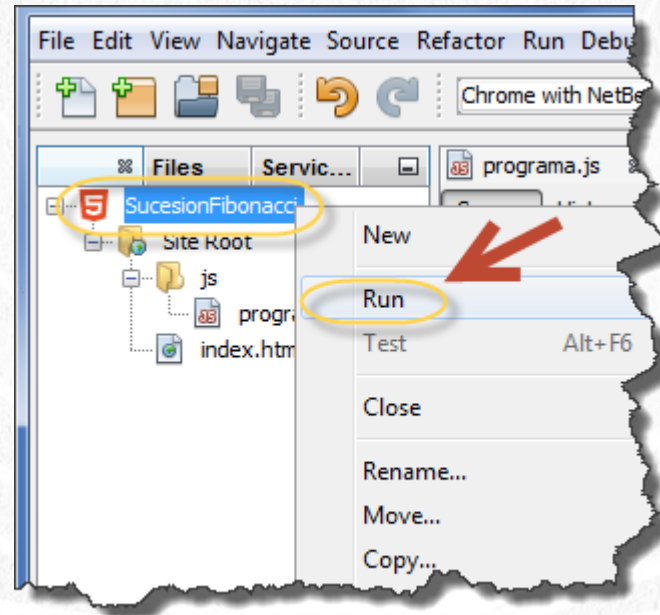 File Edit View Navigate Source Refactor Run Debu
Chrome with NetBe
Files Servic... programa.js
SucesionFibonacci
Site Root
js
progra
index.htm
New
Run
Test Alt+F6
Close
Rename...
Move...
Copy...